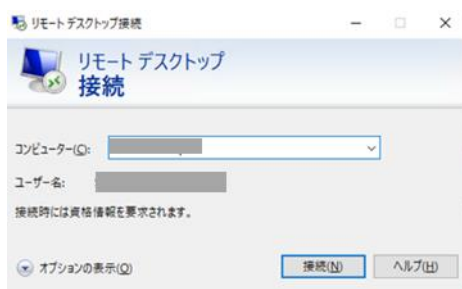 リモート デスクトップ接続
リモート デスクトップ
接続
コンピューター(C):
ユーザー名:
接続時には資格情報を要求されます。
オプションの表示(O)
接続(N)
ヘルプ(H)